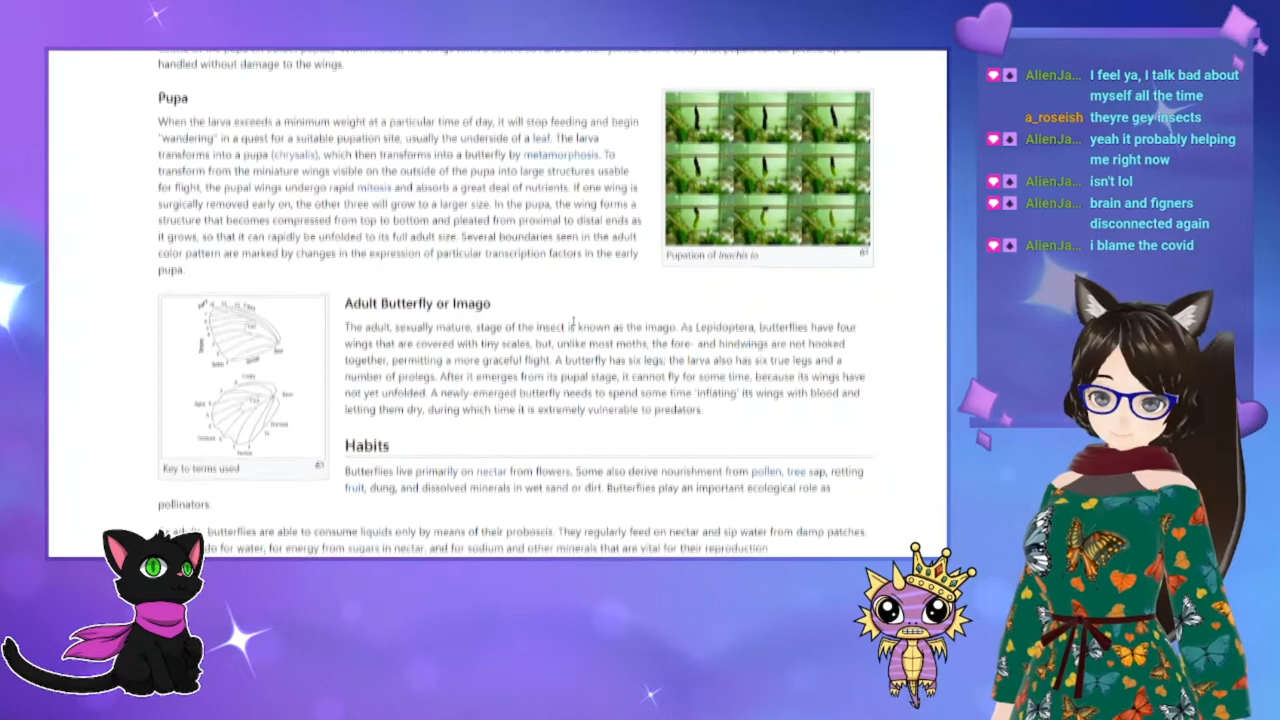 handled without damage to the wings.
Pupa
When the larva exceeds a minimum weight at a particular time of day, it will stop feeding and begin
"wandering" in a quest for a suitable pupation site, usually the underside of a leaf. The larva
transforms into a pupa (chrysalis), which then transforms into a butterfly by metamorphosis. To
transform from the miniature wings visible on the outside of the pupa into large structures usable
for flight, the pupal wings undergo rapid mitosis and absorb a great deal of nutrients. If one wing is
surgically removed early on, the other three will grow to a larger size. In the pupa, the wing forms a
structure that becomes compressed from top to bottom and pleated from proximal to distal ends as
it grows, so that it can rapidly be unfolded to its full adult size. Several boundaries seen in the adult
color pattern are marked by changes in the expression of particular transcription factors in the early
pupa.
Pupation of Inachis io
Adult Butterfly or Imago
The adult, sexually mature, stage of the insect is known as the imago. As Lepidoptera, butterflies have four
wings that are covered with tiny scales, but, unlike most moths, the fore- and hindwings are not hooked
together, permitting a more graceful flight. A butterfly has six legs; the larva also has six true legs and a
number of prolegs. After it emerges from its pupal stage, it cannot fly for some time, because its wings have
not yet unfolded. A newly-emerged butterfly needs to spend some time 'inflating' its wings with blood and
letting them dry, during which time it is extremely vulnerable to predators.
Key to terms used
Habits
Butterflies live primarily on nectar from flowers. Some also derive nourishment from pollen, tree sap, rotting
fruit, dung, and dissolved minerals in wet sand or dirt. Butterflies play an important ecological role as
pollinators.
butterflies are able to consume liquids only by means of their proboscis. They regularly feed on nectar and sip water from damp patches.
do for water, for energy from sugars in nectar, and for sodium and other minerals that are vital for their reproduction
AlienJa... I feel ya, I talk bad about
myself all the time
a_roseish theyre gey insects
AlienJa... yeah it probably helping
me right now
AlienJa... isn't lol
AlienJa... brain and figners
disconnected again
AlienJa... i blame the covid